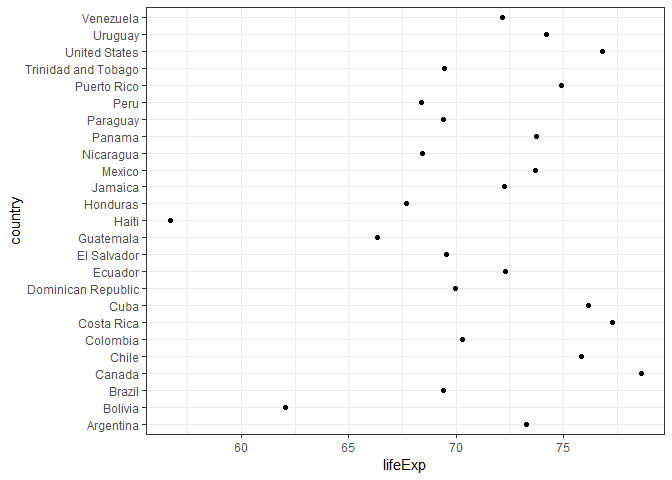 Venezuela
Uruguay
United States
Trinidad and Tobago
Puerto Rico
Peru
Paraguay
Panama
Nicaragua
Mexico
Jamaica
Honduras
Haiti
Guatemala
El Salvador
Ecuador
Dominican Republic
Cuba
Costa Rica
Colombia
Chile
Canada
Brazil
Bolivia
Argentina
country
60 65 70 75
lifeExp